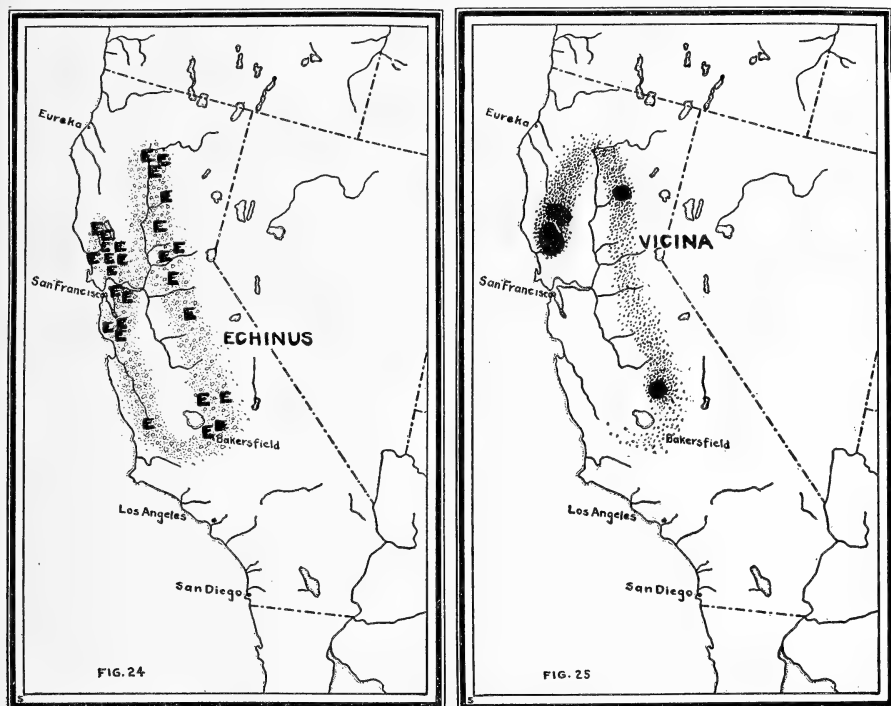 E E
E
Eureka
E
E E
E
E E E
E
E E E E
E
E
San Francisco
E E
E
E E
E
ECHINUS
E E
E
E E
Bakersfield
Los Angeles
San Diego
FIG. 24
S
Eureka
VICINA
San Francisco
Bakersfield
Los Angeles
San Diego
FIG. 25
S